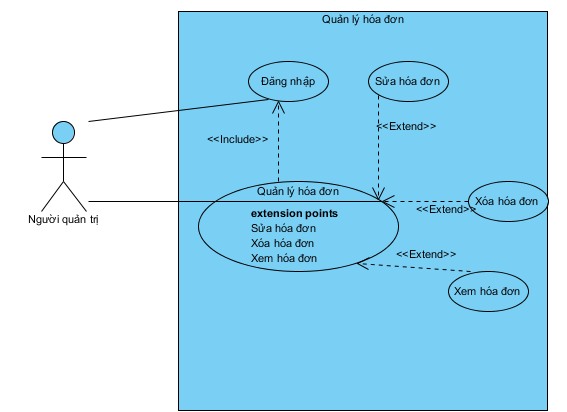 Quản lý hóa đơn
Đăng nhập
Sửa hóa đơn
<<Include>>
<<Extend>>
Người quản trị
Quản lý hóa đơn
extension points
Sửa hóa đơn
Xóa hóa đơn
Xem hóa đơn
<<Extend>>
Xóa hóa đơn
<<Extend>>
Xem hóa đơn